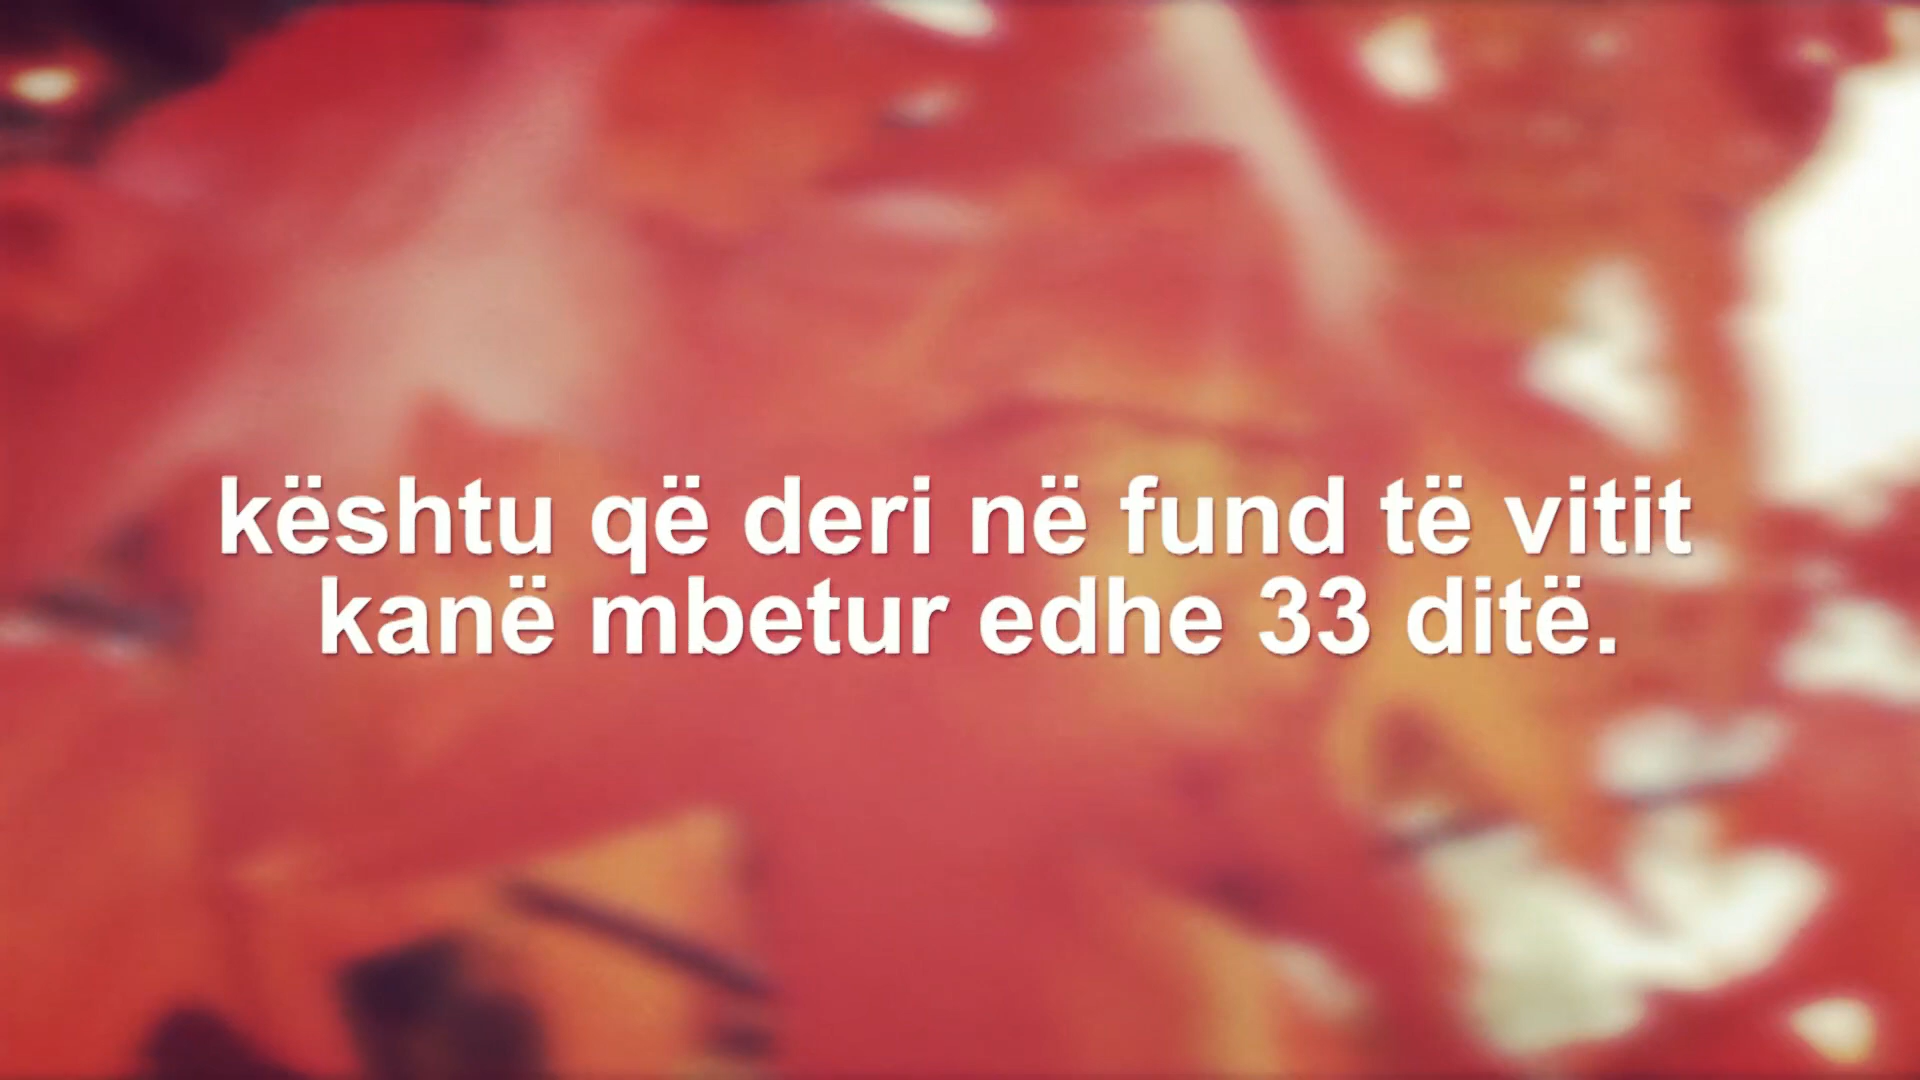 kështu që deri në fund të vitit
kanë mbetur edhe 33 ditë.